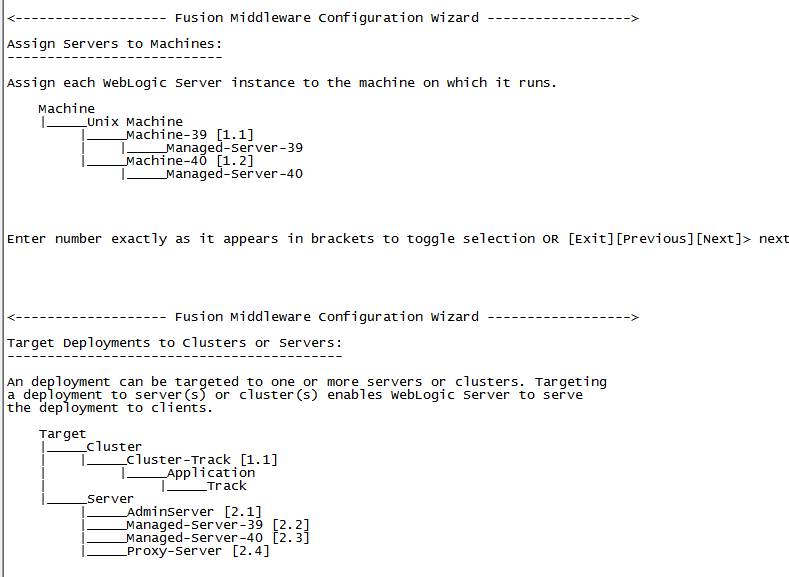 <------------------- Fusion Middleware Configuration Wizard ------------------>
Assign Servers to Machines:
---------------------------
Assign each WebLogic Server instance to the machine on which it runs.
Machine
|_____Unix Machine
|_____Machine-39 [1.1]
|    |_____Managed-Server-39
|_____Machine-40 [1.2]
|_____Managed-Server-40
Enter number exactly as it appears in brackets to toggle selection OR [Exit][Previous][Next]> next
<------------------- Fusion Middleware Configuration Wizard ------------------>
Target Deployments to Clusters or Servers:
------------------------------------------
An deployment can be targeted to one or more servers or clusters. Targeting
a deployment to server(s) or cluster(s) enables WebLogic Server to serve
the deployment to clients.
Target
|_____Cluster
|    |_____Cluster-Track [1.1]
|         |_____Application
|              |_____Track
|_____Server
|_____AdminServer [2.1]
|_____Managed-Server-39 [2.2]
|_____Managed-Server-40 [2.3]
|_____Proxy-Server [2.4]